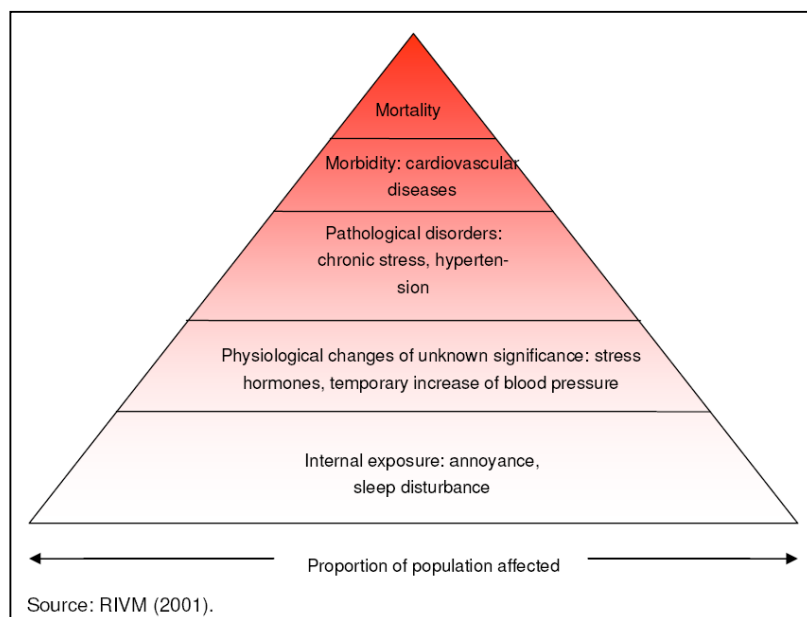 Mortality
Morbidity: cardiovascular
diseases
Pathological disorders:
chronic stress, hyperten-
sion
Physiological changes of unknown significance: stress
hormones, temporary increase of blood pressure
Internal exposure: annoyance,
sleep disturbance
Proportion of population affected
Source: RIVM (2001).